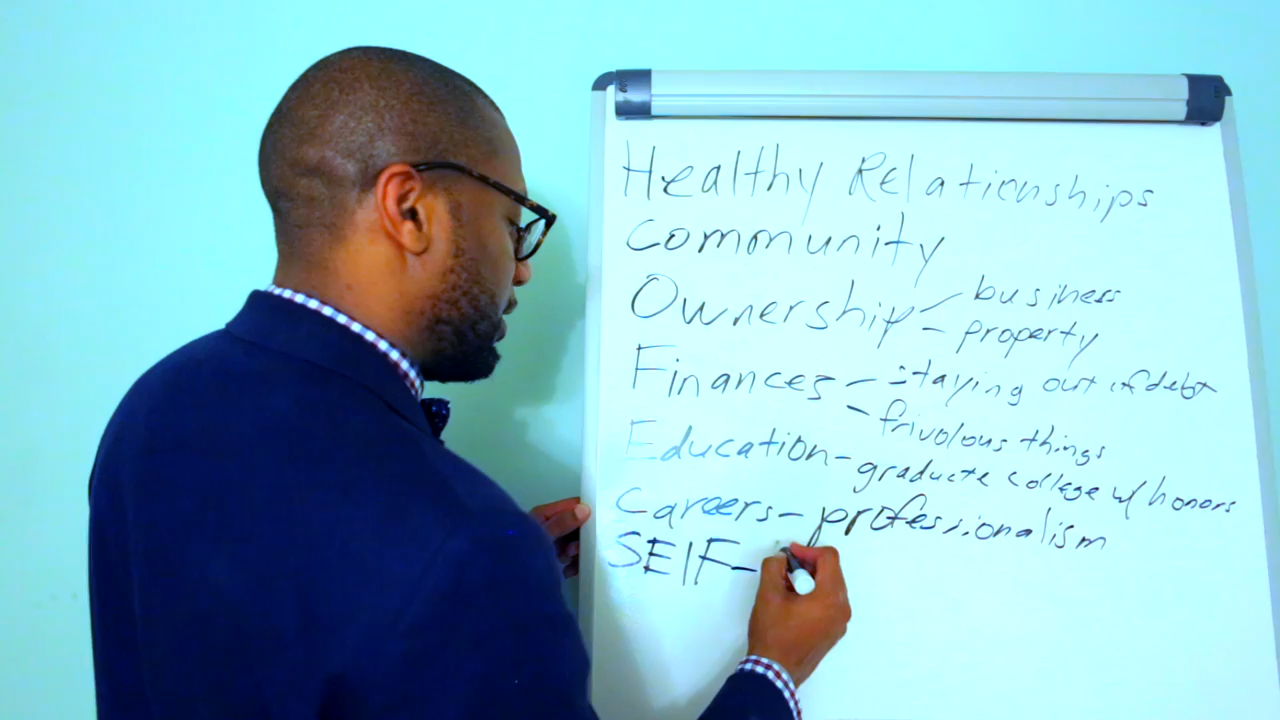 Healthy Relationships
Community
Ownership - business
- property
Finances - staying out of debt
- frivolous things
Education - graduate college w/ honors
Careers - professionalism
SElF -